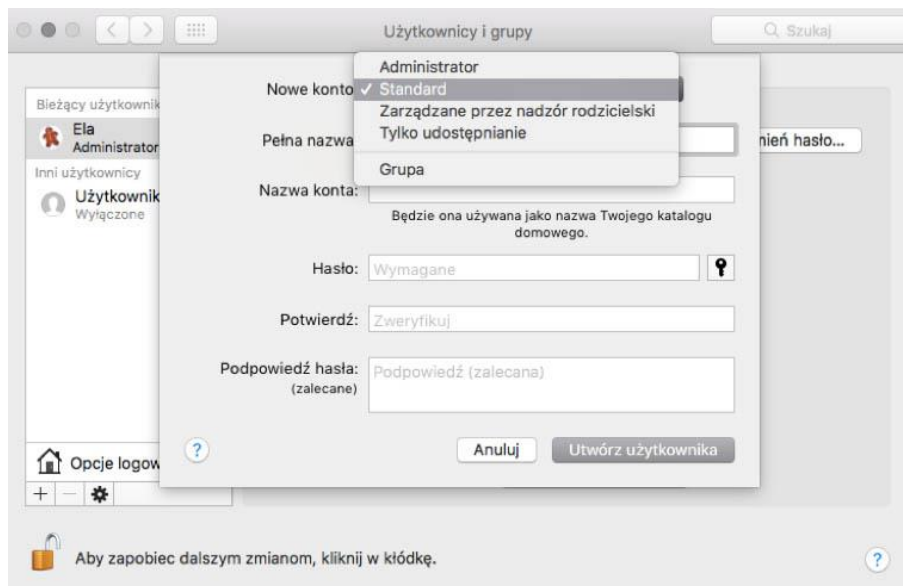 Użytkownicy i grupy
Szukaj
Administrator
Nowe konto ✓ Standard
Zarządzane przez nadzór rodzicielski
Tylko udostępnianie
Grupa
Bieżący użytkownik
Ela
Administrator
Inni użytkownicy
Użytkownik
Wyłączone
Pełna nazwa
hasło...
Nazwa konta:
Będzie ona używana jako nazwa Twojego katalogu
domowego.
Hasło: Wymagane
Potwierdź: Zweryfikuj
Podpowiedź hasła: Podpowiedź (zalecana)
(zalecane)
? Anuluj Utwórz użytkownika
Opcje
+ −
Aby zapobiec dalszym zmianom, kliknij w kłódkę. ?